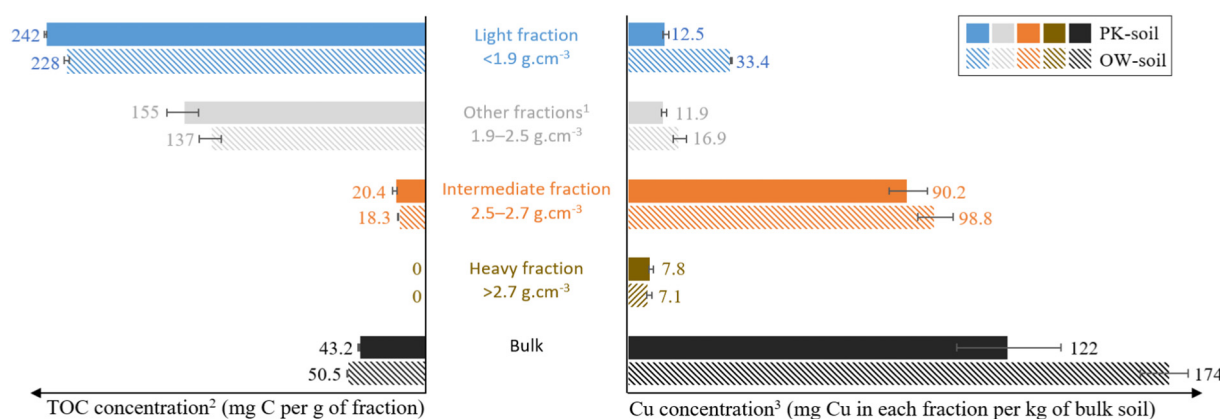 242
228
Light fraction
<1.9 g.cm⁻³
12.5
33.4
PK-soil
OW-soil
155
137
Other fractions¹
1.9–2.5 g.cm⁻³
11.9
16.9
20.4
18.3
Intermediate fraction
2.5–2.7 g.cm⁻³
90.2
98.8
0
0
Heavy fraction
>2.7 g.cm⁻³
7.8
7.1
43.2
50.5
Bulk
122
174
TOC concentration² (mg C per g of fraction)
Cu concentration³ (mg Cu in each fraction per kg of bulk soil)